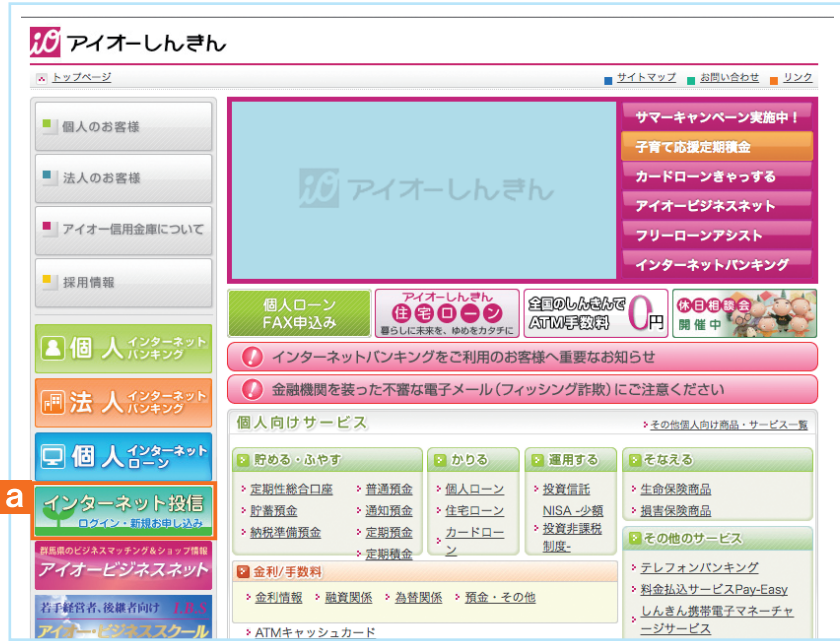 iO アイオーしんきん
トップページ
サイトマップ お問い合わせ リンク
個人のお客様
法人のお客様
アイオー信用金庫について
採用情報
個人 インターネットバンキング
法人 インターネットバンキング
個人 インターネットローン
a
インターネット投信
ログイン・新規お申し込み
群馬県のビジネスマッチング&ショップ情報
アイオービジネスネット
若手経営者、後継者向け I.B.S
アイオー・ビジネススクール
iO アイオーしんきん
サマーキャンペーン実施中!
子育て応援定期積金
カードローンきゃっする
アイオービジネスネット
フリーローンアシスト
インターネットバンキング
個人ローン
FAX申込み
アイオーしんきん
住宅ローン
暮らしに未来を、ゆめをカタチに
全国のしんきんで
ATM手数料 0円
休日相談会
開催中
インターネットバンキングをご利用のお客様へ重要なお知らせ
金融機関を装った不審な電子メール(フィッシング詐欺)にご注意ください
個人向けサービス
その他個人向け商品・サービス一覧
貯める・ふやす
定期性総合口座 普通預金
貯蓄預金 通知預金
納税準備預金 定期預金
定期積金
かりる
個人ローン
住宅ローン
カードロー
ン
運用する
投資信託
NISA -少額
投資非課税
制度-
そなえる
生命保険商品
損害保険商品
その他のサービス
テレフォンバンキング
料金払込サービスPay-Easy
しんきん携帯電子マネーチャ
ージサービス
金利/手数料
金利情報 融資関係 為替関係 預金・その他
ATMキャッシュカード